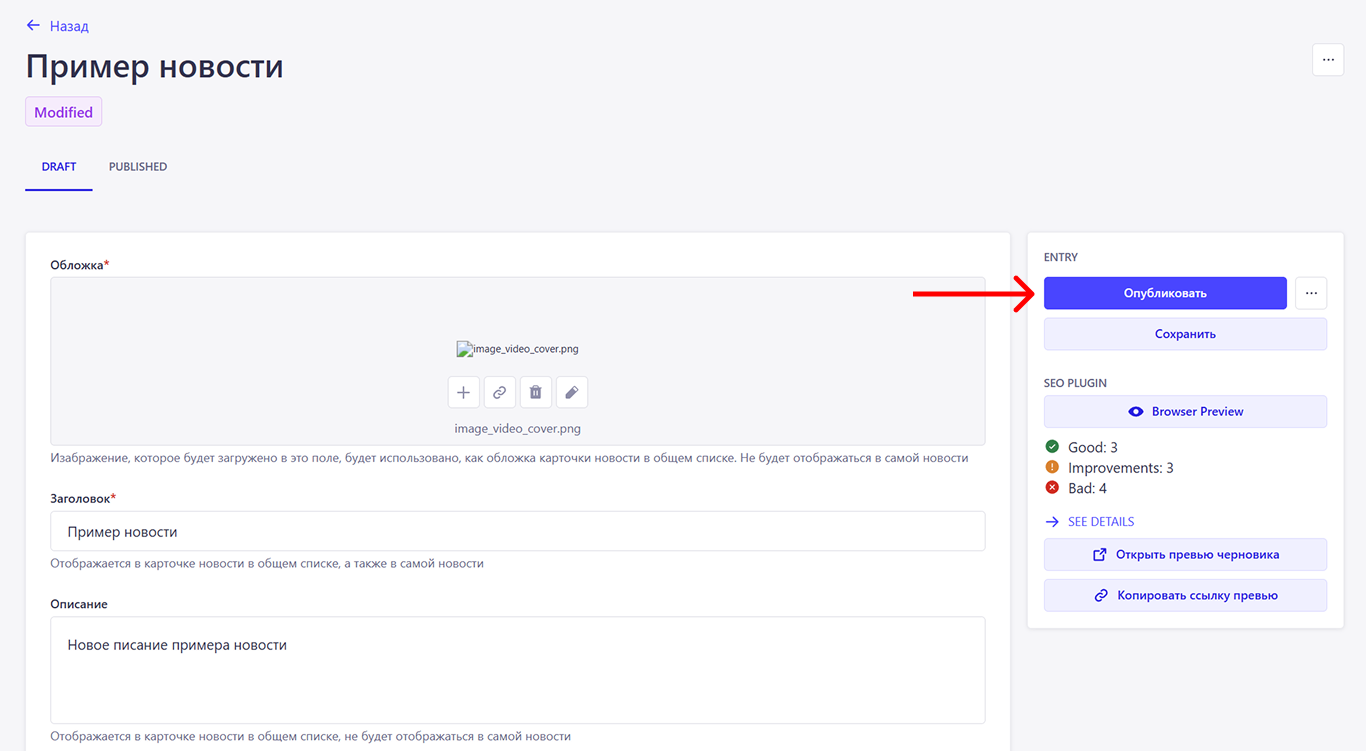 Назад
Пример новости
Modified
DRAFT PUBLISHED
Обложка*
image_video_cover.png
image_video_cover.png
Изабражение, которое будет загружено в это поле, будет использовано, как обложка карточки новости в общем списке. Не будет отображаться в самой новости
Заголовок*
Пример новости
Отображается в карточке новости в общем списке, а также в самой новости
Описание
Новое писание примера новости
Отображается в карточке новости в общем списке, не будет отображаться в самой новости
ENTRY
Опубликовать
Сохранить
SEO PLUGIN
Browser Preview
Good: 3
Improvements: 3
Bad: 4
SEE DETAILS
Открыть превью черновика
Копировать ссылку превью